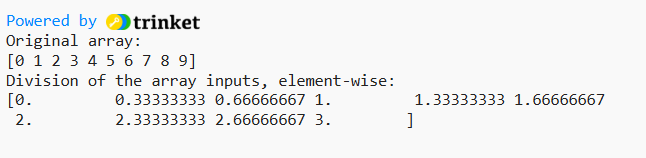 Powered by trinket
Original array:
[0 1 2 3 4 5 6 7 8 9]
Division of the array inputs, element-wise:
[0.         0.33333333 0.66666667 1.         1.33333333 1.66666667
 2.         2.33333333 2.66666667 3.        ]